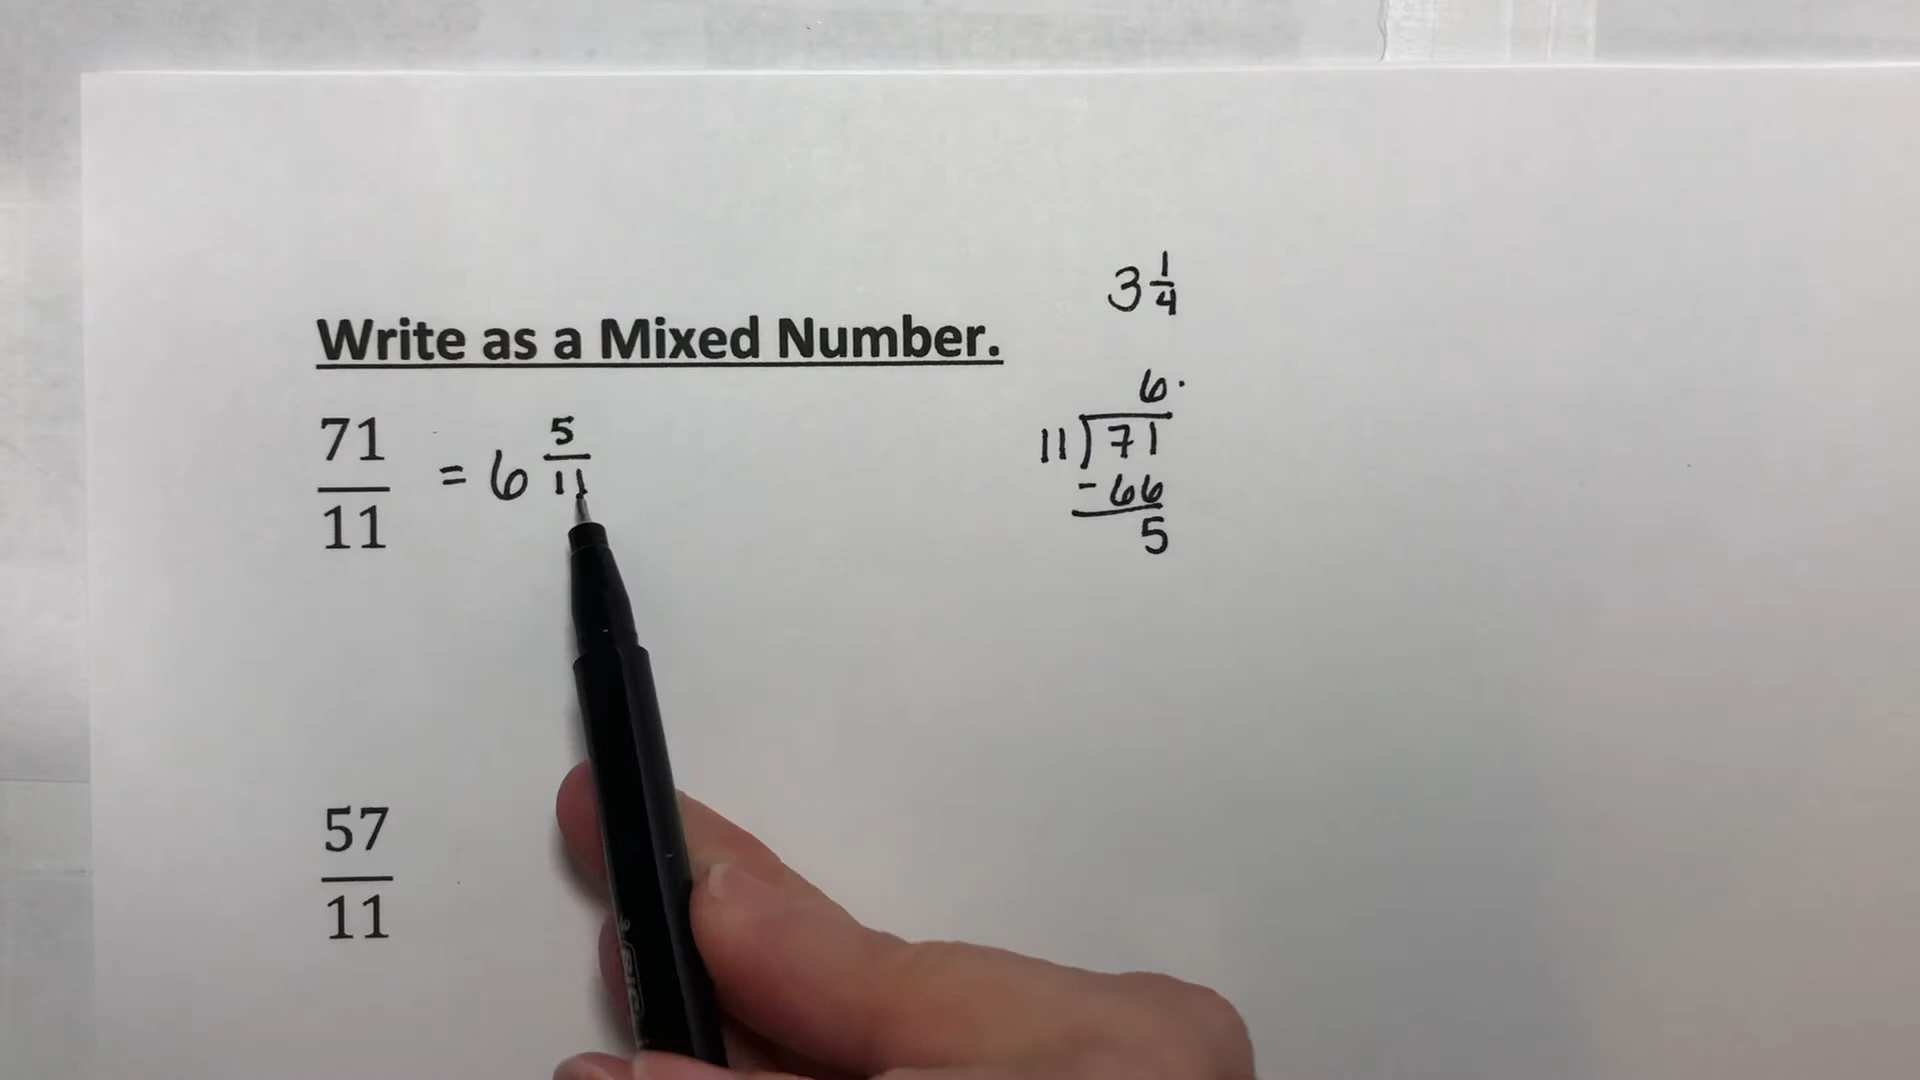 3 1/4
Write as a Mixed Number.
71/11 = 6 5/11
6.
11)71
-66
5
57/11
BIC